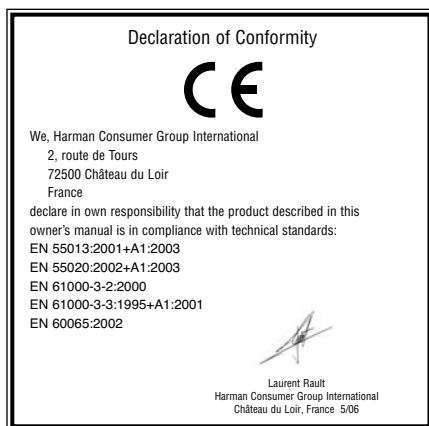 Declaration of Conformity
CE
We, Harman Consumer Group International
2, route de Tours
72500 Château du Loir
France
declare in own responsibility that the product described in this
owner's manual is in compliance with technical standards:
EN 55013:2001+A1:2003
EN 55020:2002+A1:2003
EN 61000-3-2:2000
EN 61000-3-3:1995+A1:2001
EN 60065:2002
Laurent Rault
Harman Consumer Group International
Château du Loir, France 5/06